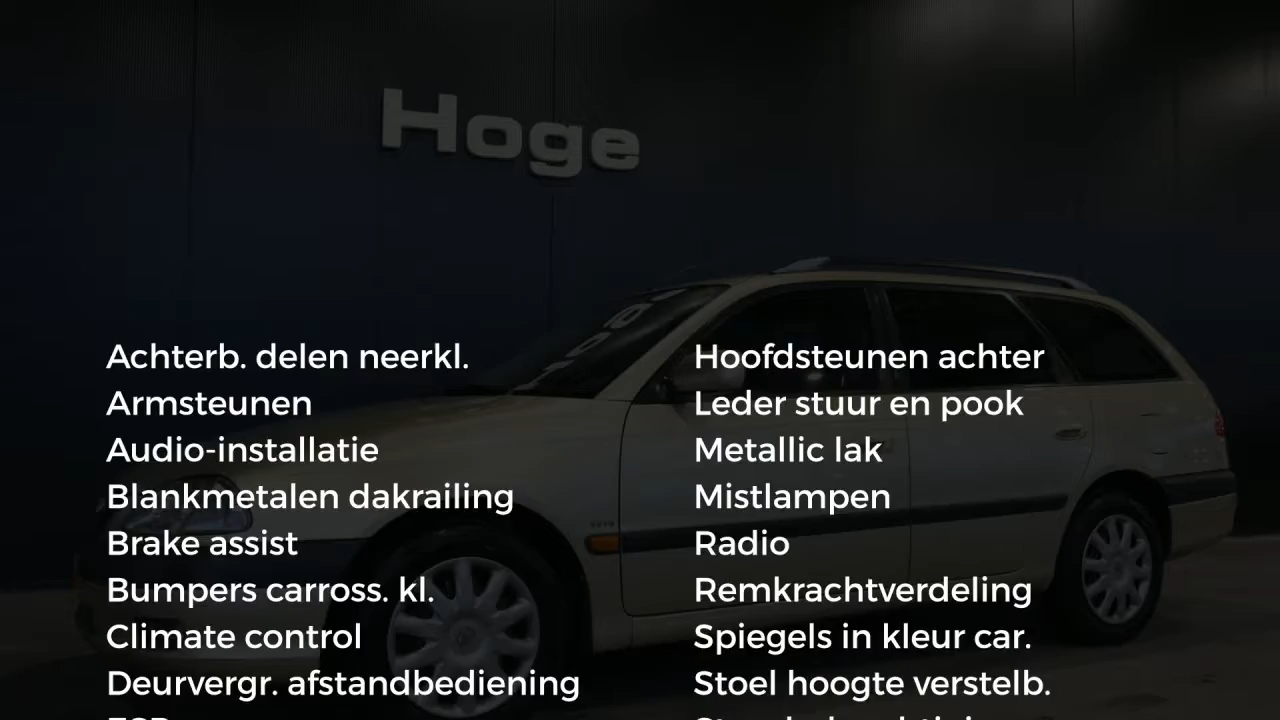 Hoge
Achterb. delen neerkl.
Armsteunen
Audio-installatie
Blankmetalen dakrailing
Brake assist
Bumpers carross. kl.
Climate control
Deurvergr. afstandbediening
Hoofdsteunen achter
Leder stuur en pook
Metallic lak
Mistlampen
Radio
Remkrachtverdeling
Spiegels in kleur car.
Stoel hoogte verstelb.